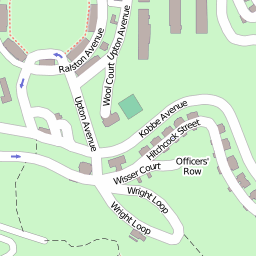 Ralston Avenue
Upton Avenue
Wool Court
Upton Avenue
Kobbe Avenue
Hitchcock Street
Wisser Court
Officers'
Row
Wright Loop
Wright Loop